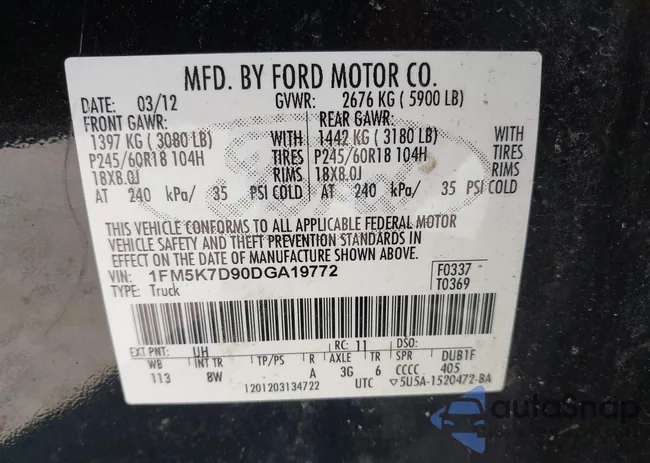 MFD. BY FORD MOTOR CO.
DATE: 03/12 GVWR: 2676 KG ( 5900 LB)
FRONT GAWR: REAR GAWR:
1397 KG ( 3080 LB) WITH 1442 KG ( 3180 LB) WITH
P245/60R18 104H TIRES P245/60R18 104H TIRES
18X8.0J RIMS 18X8.0J RIMS
AT 240 kPa/ 35 PSI COLD AT 240 kPa/ 35 PSI COLD
THIS VEHICLE CONFORMS TO ALL APPLICABLE FEDERAL MOTOR
VEHICLE SAFETY AND THEFT PREVENTION STANDARDS IN
EFFECT ON THE DATE OF MANUFACTURE SHOWN ABOVE.
VIN: 1FM5K7D90DGA19772 F0337
TYPE: Truck T0369
EXT PNT: UH RC: 11 DSO:
WB INT TR TP/PS R AXLE TR SPR DUB1F
113 8W A 3G 6 CCCC 405
1201203134722 UTC ▽5U5A-1520472-BA
autoSnap